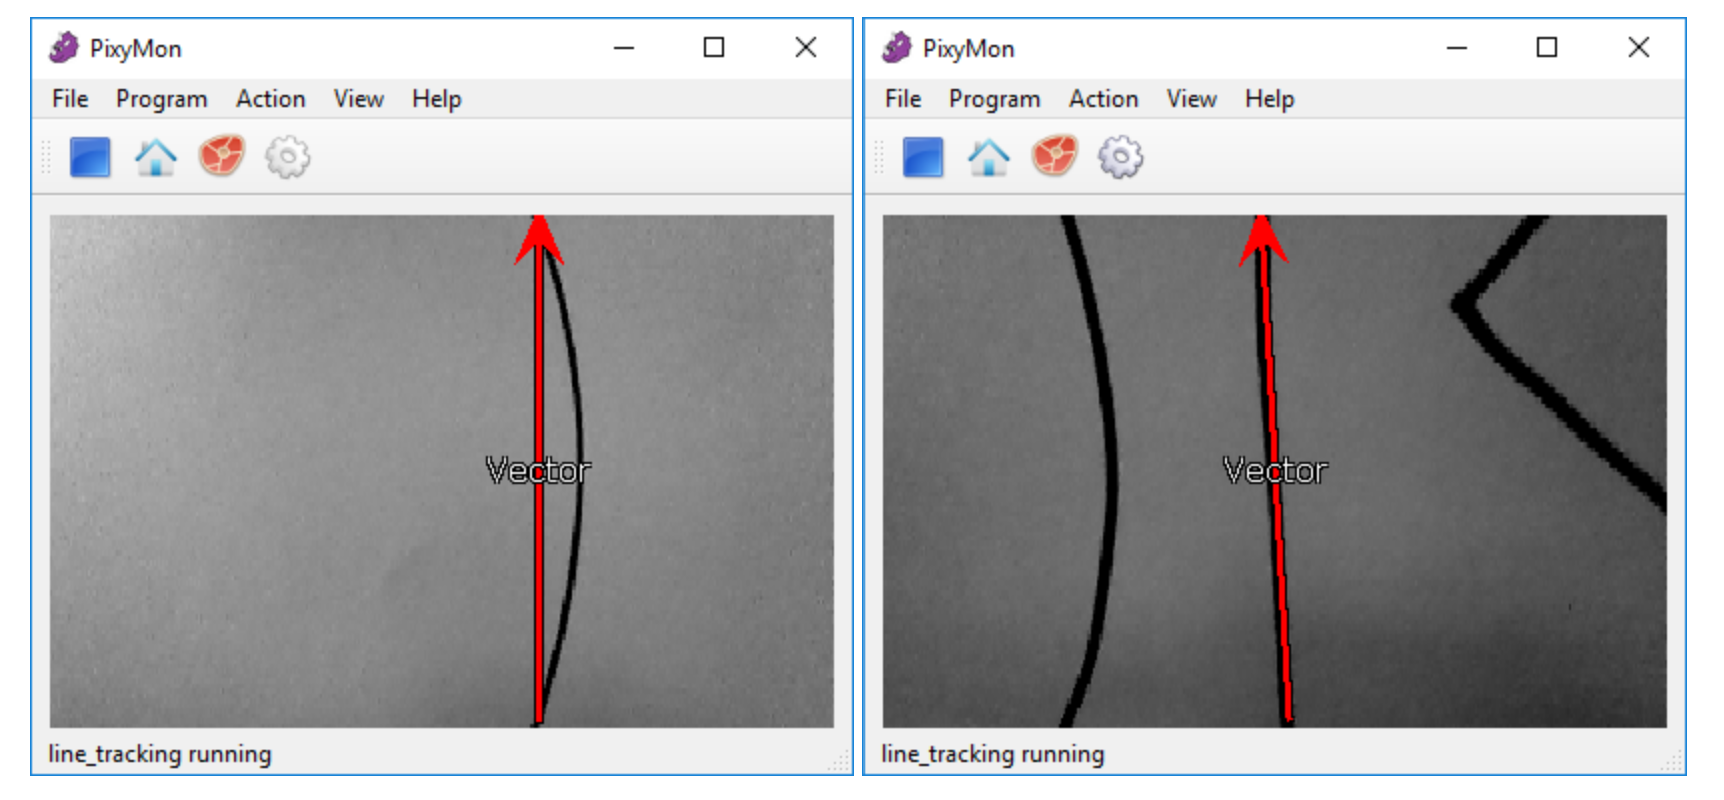 PixyMon
File Program Action View Help
Vector
line_tracking running
PixyMon
File Program Action View Help
Vector
line_tracking running